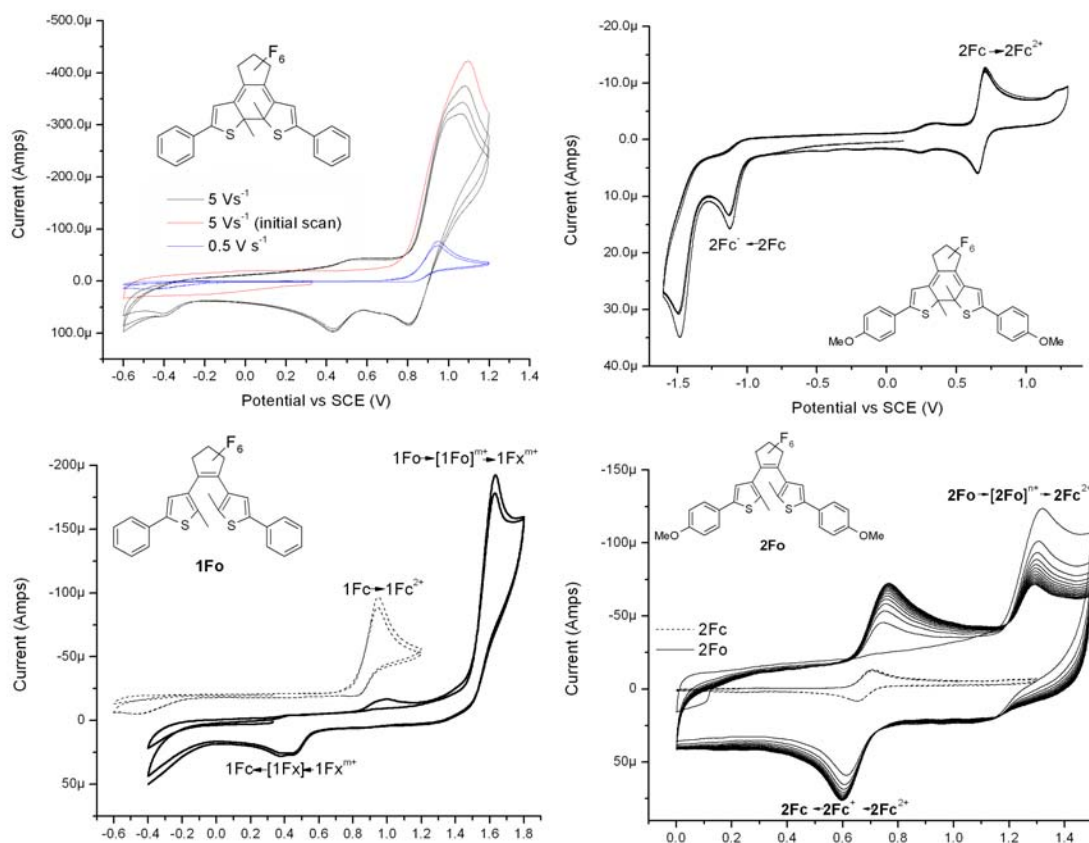 -500.0µ
-400.0µ
-300.0µ
-200.0µ
-100.0µ
0.0
100.0µ
Current (Amps)
F6
S S
5 Vs-1
5 Vs-1 (initial scan)
0.5 V s-1
-0.6 -0.4 -0.2 0.0 0.2 0.4 0.6 0.8 1.0 1.2 1.4
Potential vs SCE (V)
-20.0µ
-10.0µ
0.0
10.0µ
20.0µ
30.0µ
40.0µ
Current (Amps)
2Fc→2Fc2+
2Fc-←2Fc
F6
S S
MeO OMe
-1.5 -1.0 -0.5 0.0 0.5 1.0
Potential vs SCE (V)
-200µ
-150µ
-100µ
-50µ
0
50µ
Current (Amps)
F6
S S
1Fo
1Fo→[1Fo]m+→1Fxm+
1Fc→1Fc2+
1Fc←[1Fx]←1Fxm+
-0.6 -0.4 -0.2 0.0 0.2 0.4 0.6 0.8 1.0 1.2 1.4 1.6 1.8
-150µ
-100µ
-50µ
0
50µ
Current (Amps)
F6
S S
MeO OMe
2Fo
2Fo→[2Fo]n+→2Fc2+
2Fc
2Fo
2Fc←2Fc+←2Fc2+
0.0 0.2 0.4 0.6 0.8 1.0 1.2 1.4